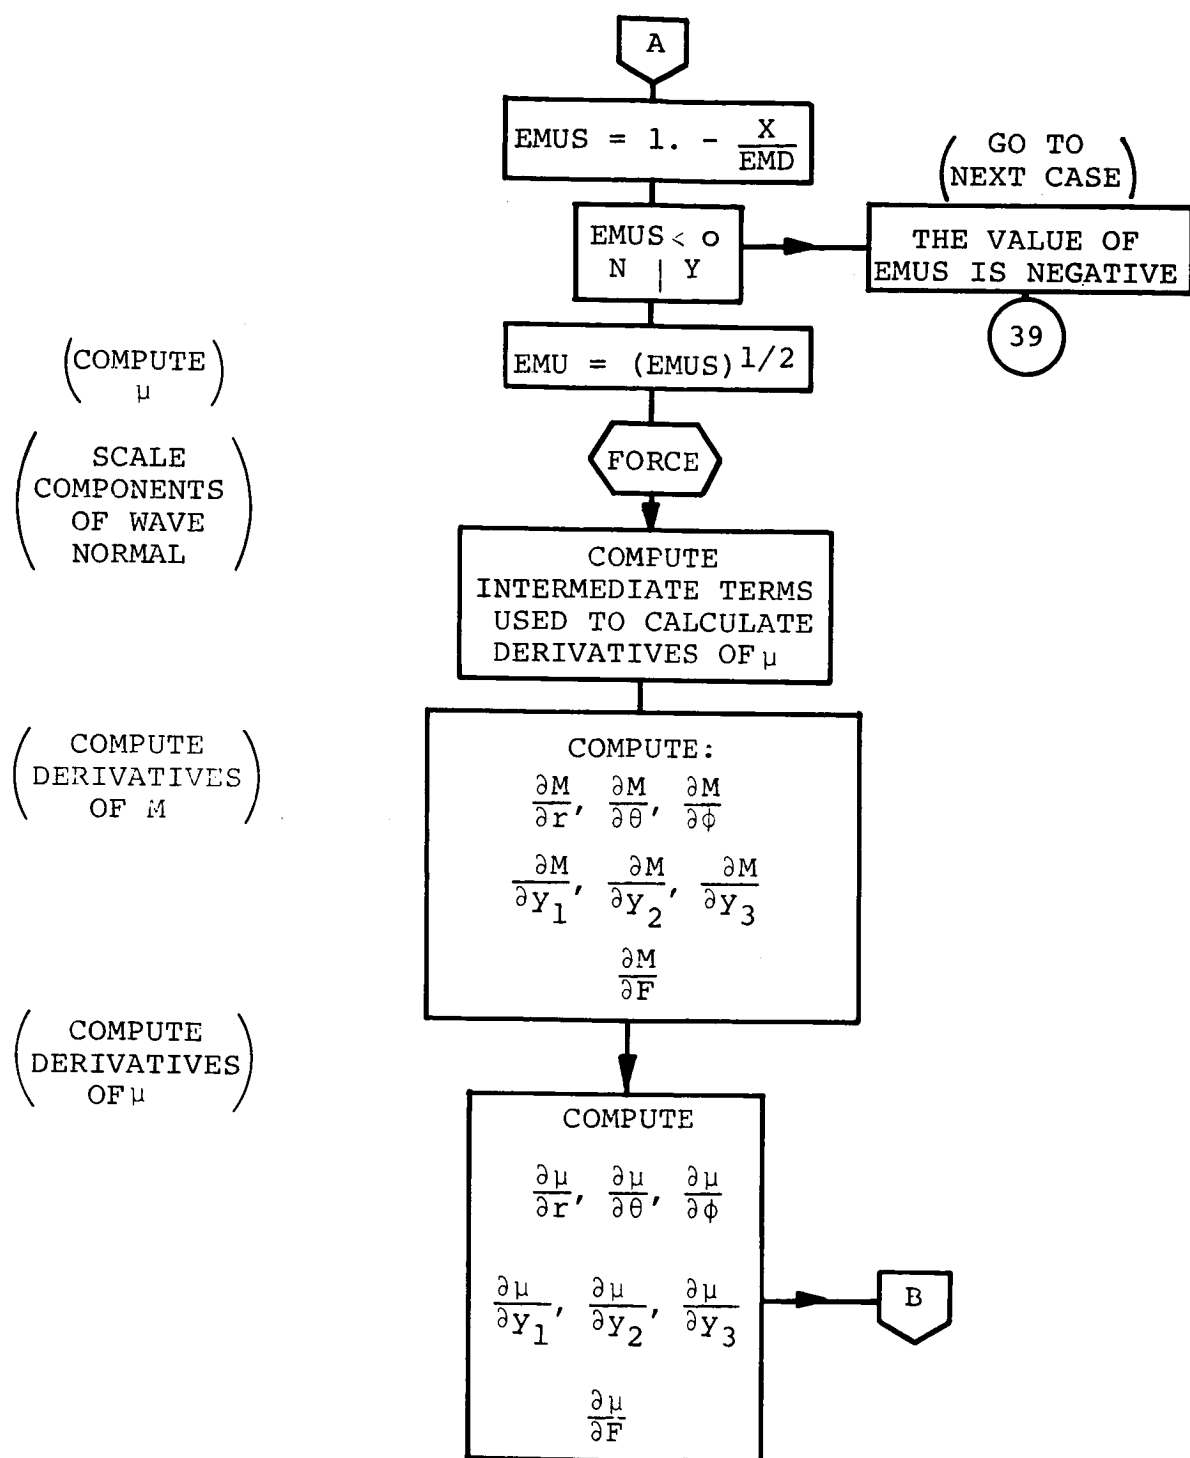 A
EMUS = 1. - X/EMD
(GO TO
NEXT CASE)
EMUS < o
N | Y
THE VALUE OF
EMUS IS NEGATIVE
39
(COMPUTE
μ)
EMU = (EMUS)^1/2
(SCALE
COMPONENTS
OF WAVE
NORMAL)
FORCE
COMPUTE
INTERMEDIATE TERMS
USED TO CALCULATE
DERIVATIVES OF μ
(COMPUTE
DERIVATIVES
OF M)
COMPUTE:
∂M/∂r, ∂M/∂θ, ∂M/∂ϕ
∂M/∂y₁, ∂M/∂y₂, ∂M/∂y₃
∂M/∂F
(COMPUTE
DERIVATIVES
OF μ)
COMPUTE
∂μ/∂r, ∂μ/∂θ, ∂μ/∂ϕ
∂μ/∂y₁, ∂μ/∂y₂, ∂μ/∂y₃
∂μ/∂F
B